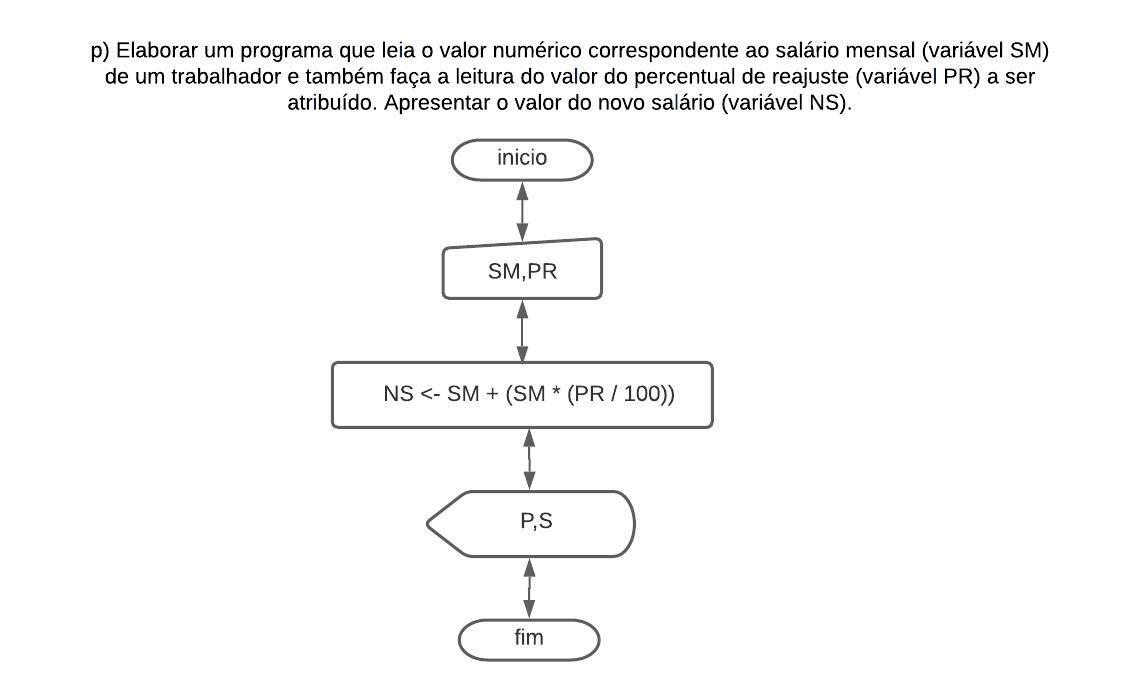 p) Elaborar um programa que leia o valor numérico correspondente ao salário mensal (variável SM)
de um trabalhador e também faça a leitura do valor do percentual de reajuste (variável PR) a ser
atribuído. Apresentar o valor do novo salário (variável NS).
inicio
SM,PR
NS <- SM + (SM * (PR / 100))
P,S
fim